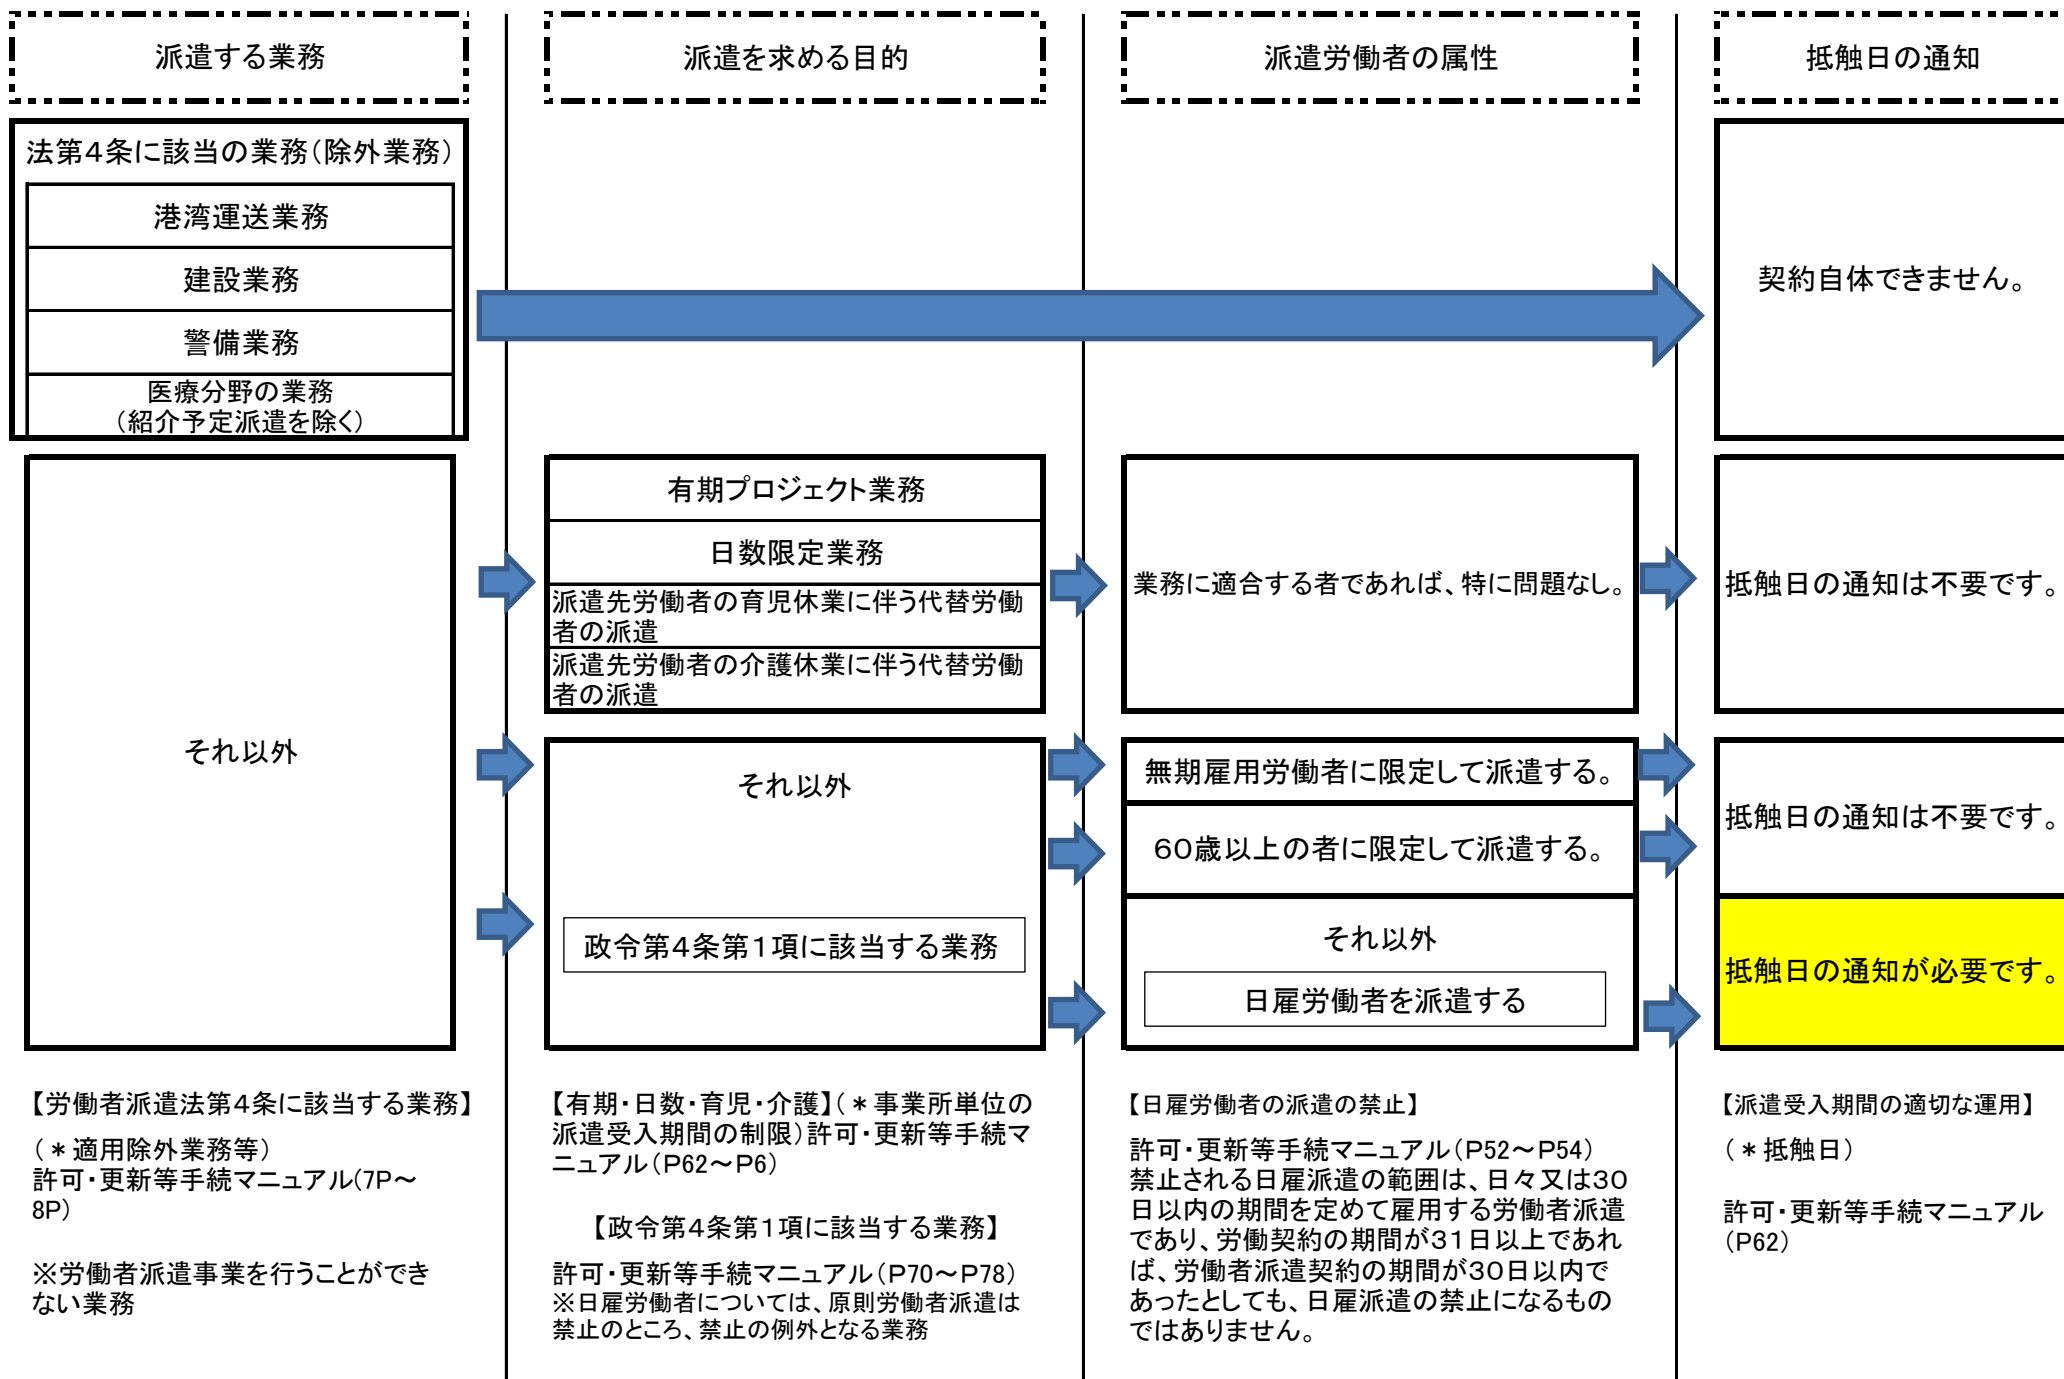 派遣する業務
派遣を求める目的
派遣労働者の属性
抵触日の通知
法第４条に該当の業務（除外業務）
港湾運送業務
建設業務
警備業務
医療分野の業務
（紹介予定派遣を除く）
契約自体できません。
それ以外
有期プロジェクト業務
日数限定業務
派遣先労働者の育児休業に伴う代替労働
者の派遣
派遣先労働者の介護休業に伴う代替労働
者の派遣
業務に適合する者であれば、特に問題なし。
抵触日の通知は不要です。
それ以外
政令第４条第１項に該当する業務
無期雇用労働者に限定して派遣する。
６０歳以上の者に限定して派遣する。
それ以外
日雇労働者を派遣する
抵触日の通知は不要です。
抵触日の通知が必要です。
【労働者派遣法第４条に該当する業務】
（＊適用除外業務等）
許可・更新等手続マニュアル(7P～
8P)
※労働者派遣事業を行うことができ
ない業務
【有期・日数・育児・介護】（＊事業所単位の
派遣受入期間の制限）許可・更新等手続マ
ニュアル（P62～P6）
【政令第４条第１項に該当する業務】
許可・更新等手続マニュアル（P70～P78）
※日雇労働者については、原則労働者派遣は
禁止のところ、禁止の例外となる業務
【日雇労働者の派遣の禁止】
許可・更新等手続マニュアル（P52～P54）
禁止される日雇派遣の範囲は、日々又は３０
日以内の期間を定めて雇用する労働者派遣
であり、労働契約の期間が３１日以上であれ
ば、労働者派遣契約の期間が３０日以内で
あったとしても、日雇派遣の禁止になるもの
ではありません。
【派遣受入期間の適切な運用】
（＊抵触日）
許可・更新等手続マニュアル
（P62）